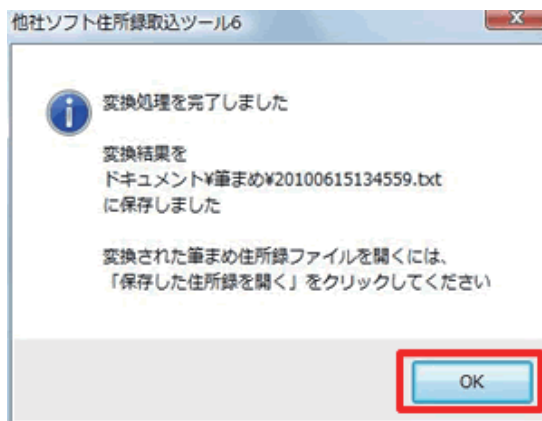 他社ソフト住所録取込ツール6
変換処理を完了しました
変換結果を
ドキュメント¥筆まめ¥20100615134559.txt
に保存しました
変換された筆まめ住所録ファイルを開くには、
「保存した住所録を開く」をクリックしてください
OK